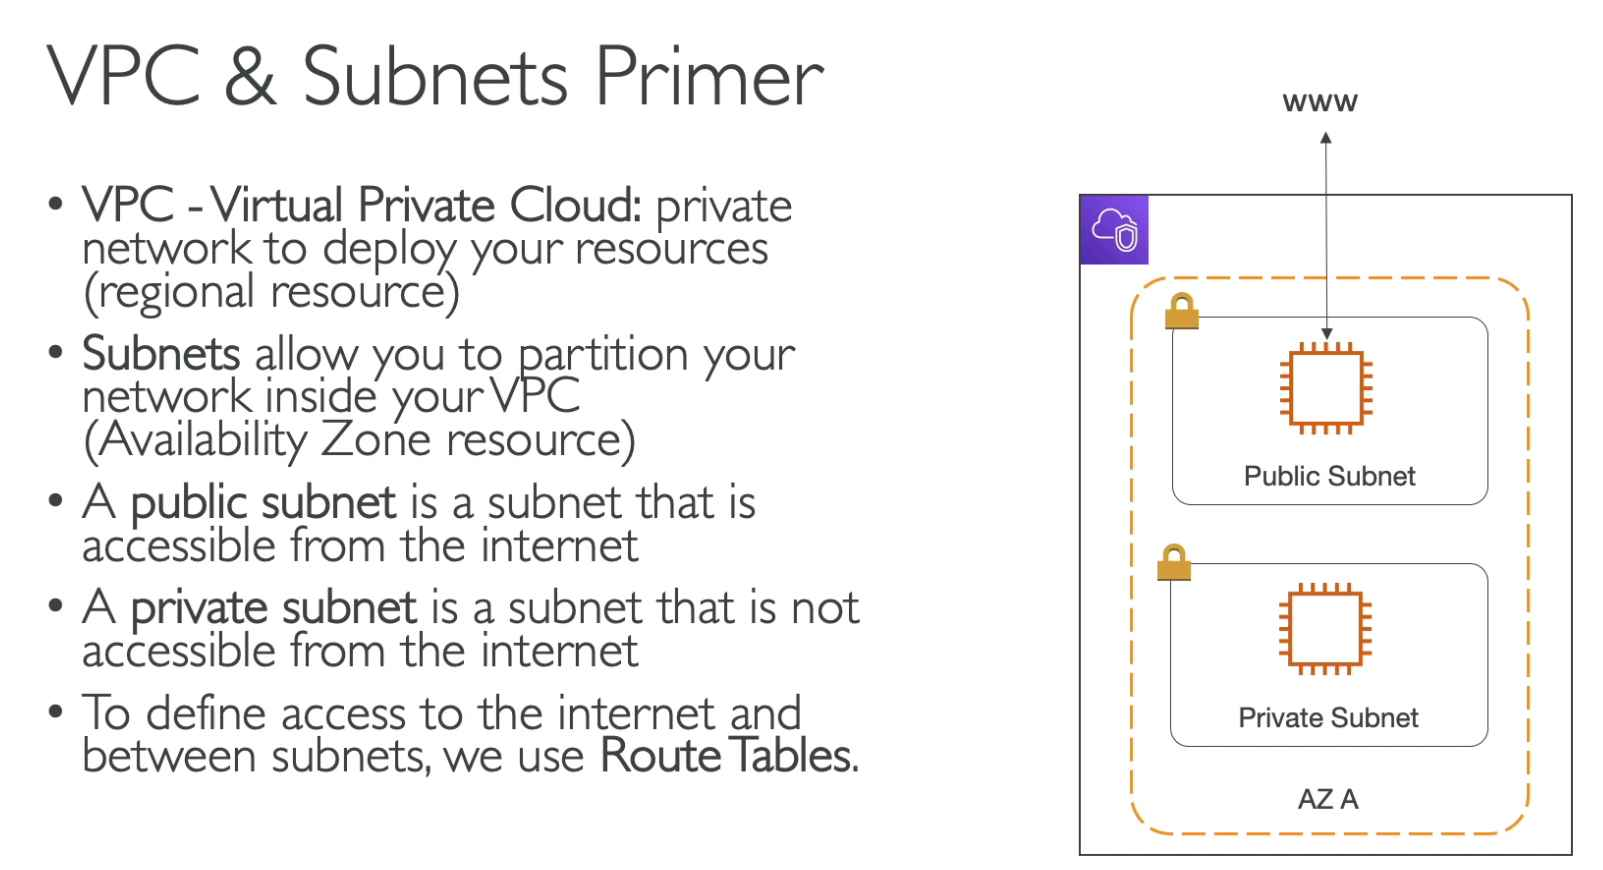 VPC & Subnets Primer
• VPC - Virtual Private Cloud: private
network to deploy your resources
(regional resource)
• Subnets allow you to partition your
network inside your VPC
(Availability Zone resource)
• A public subnet is a subnet that is
accessible from the internet
• A private subnet is a subnet that is not
accessible from the internet
• To define access to the internet and
between subnets, we use Route Tables.
www
Public Subnet
Private Subnet
AZ A